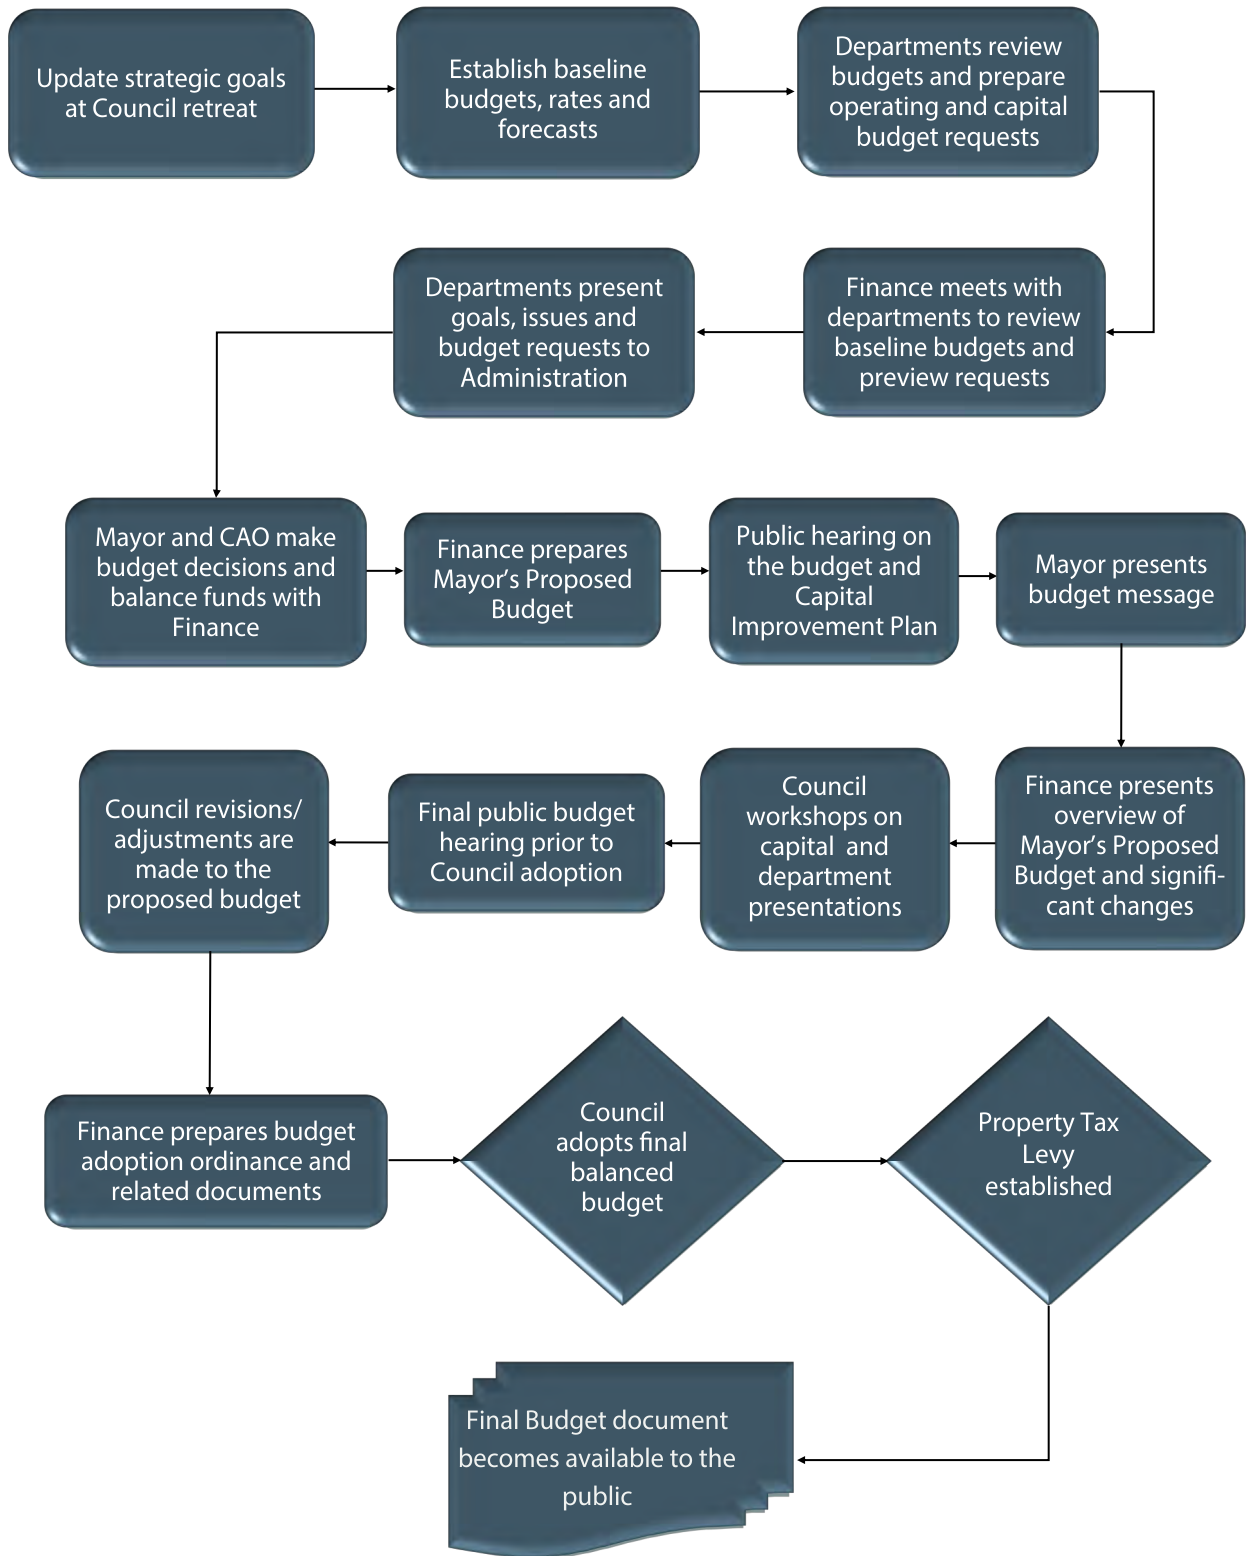 Update strategic goals
at Council retreat
Establish baseline
budgets, rates and
forecasts
Departments review
budgets and prepare
operating and capital
budget requests
Finance meets with
departments to review
baseline budgets and
preview requests
Departments present
goals, issues and
budget requests to
Administration
Mayor and CAO make
budget decisions and
balance funds with
Finance
Finance prepares
Mayor’s Proposed
Budget
Public hearing on
the budget and
Capital
Improvement Plan
Mayor presents
budget message
Finance presents
overview of
Mayor’s Proposed
Budget and signifi-
cant changes
Council
workshops on
capital and
department
presentations
Final public budget
hearing prior to
Council adoption
Council revisions/
adjustments are
made to the
proposed budget
Finance prepares budget
adoption ordinance and
related documents
Council
adopts final
balanced
budget
Property Tax
Levy
established
Final Budget document
becomes available to the
public